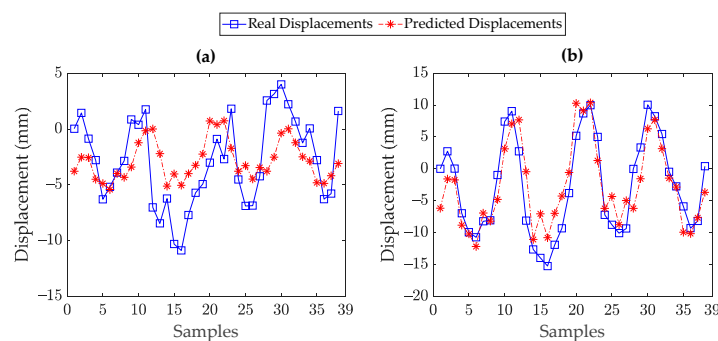 Real Displacements Predicted Displacements
(a) (b)
5
0
−5
−10
−15
Displacement (mm)
0 5 10 15 20 25 30 35 39
Samples
15
10
5
0
−5
−10
−15
−20
Displacement (mm)
0 5 10 15 20 25 30 35 39
Samples